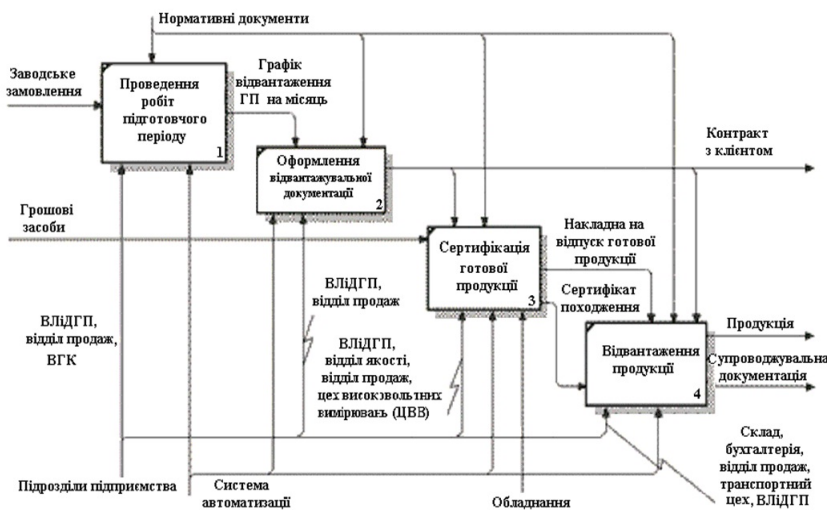 Нормативні документи
Заводське
замовлення
Проведення
робіт
підготовчого
періоду
1
Графік
відвантаження
ГП на місяць
Оформлення
відвантажувальної
документації
2
Контракт
з клієнтом
Грошові
засоби
Сертифікація
готової
продукції
3
Накладна на
відпуск готової
продукції
Сертифікат
походження
ВЛіДГП,
відділ продаж
ВЛіДГП,
відділ продаж,
ВГК
ВЛіДГП,
відділ якості,
відділ продаж,
цех високовольтних
вимірювань (ЦВВ)
Відвантаження
продукції
4
Продукція
Супроводжувальна
документація
Підрозділи підприємства
Система
автоматизації
Обладнання
Склад,
бухгалтерія,
відділ продаж,
транспортний
цех, ВЛіДГП